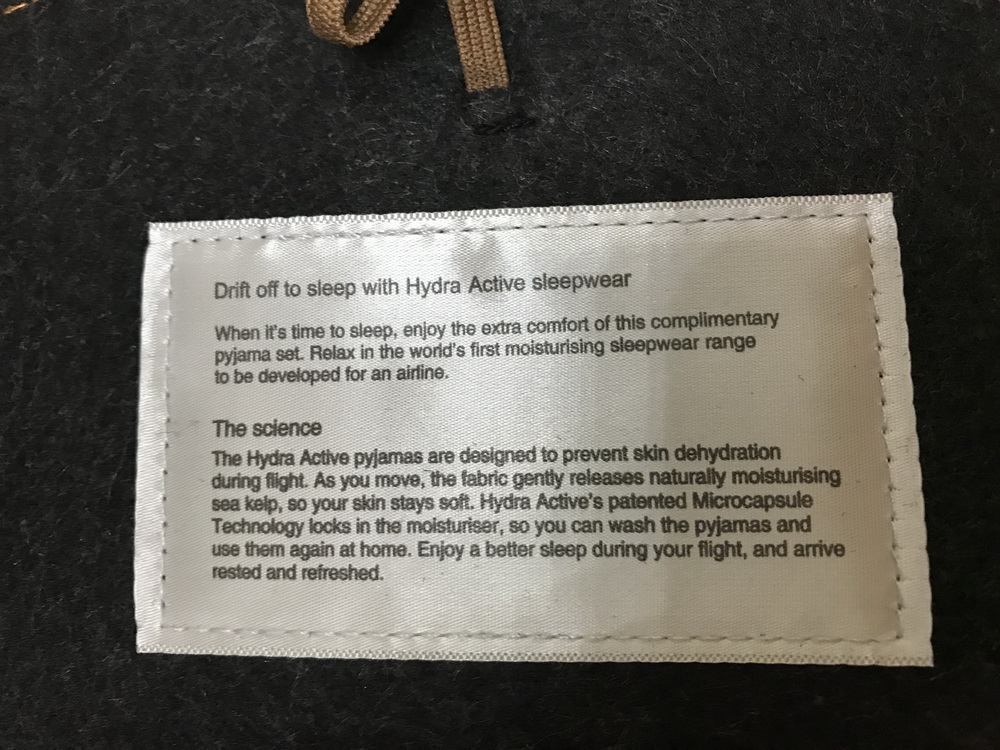 Drift off to sleep with Hydra Active sleepwear
When it's time to sleep, enjoy the extra comfort of this complimentary
pyjama set. Relax in the world's first moisturising sleepwear range
to be developed for an airline.
The science
The Hydra Active pyjamas are designed to prevent skin dehydration
during flight. As you move, the fabric gently releases naturally moisturising
sea kelp, so your skin stays soft. Hydra Active's patented Microcapsule
Technology locks in the moisturiser, so you can wash the pyjamas and
use them again at home. Enjoy a better sleep during your flight, and arrive
rested and refreshed.